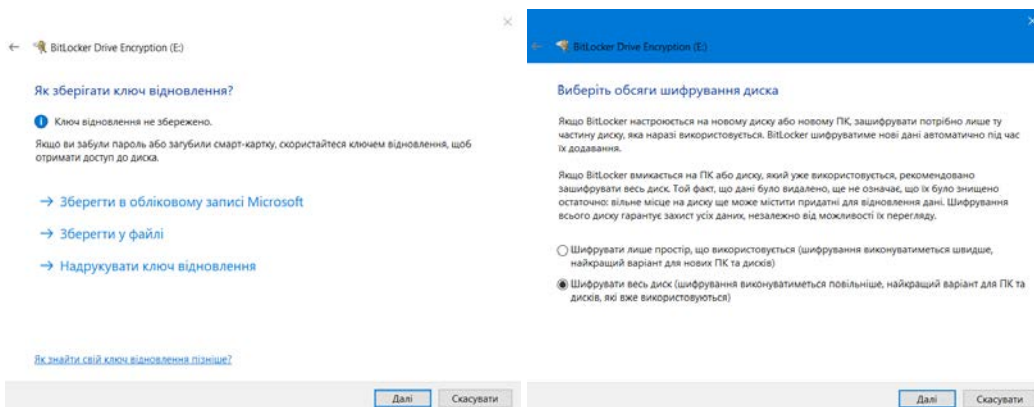 BitLocker Drive Encryption (E:)
Як зберігати ключ відновлення?
Ключ відновлення не збережено.
Якщо ви забули пароль або загубили смарт-картку, скористайтеся ключем відновлення, щоб
отримати доступ до диска.
Зберегти в обліковому записі Microsoft
Зберегти у файлі
Надрукувати ключ відновлення
Як знайти свій ключ відновлення пізніше?
Далі
Скасувати
BitLocker Drive Encryption (E:)
Виберіть обсяги шифрування диска
Якщо BitLocker настроюється на новому диску або новому ПК, зашифрувати потрібно лише ту
частину диску, яка наразі використовується. BitLocker шифруватиме нові дані автоматично під час
їх додавання.
Якщо BitLocker вмикається на ПК або диску, який уже використовується, рекомендовано
зашифрувати весь диск. Той факт, що дані було видалено, ще не означає, що їх було знищено
остаточно: вільне місце на диску ще може містити придатні для відновлення дані. Шифрування
всього диску гарантує захист усіх даних, незалежно від можливості їх перегляду.
Шифрувати лише простір, що використовується (шифрування виконуватиметься швидше,
найкращий варіант для нових ПК та дисків)
Шифрувати весь диск (шифрування виконуватиметься повільніше, найкращий варіант для ПК та
дисків, які вже використовуються)
Далі
Скасувати